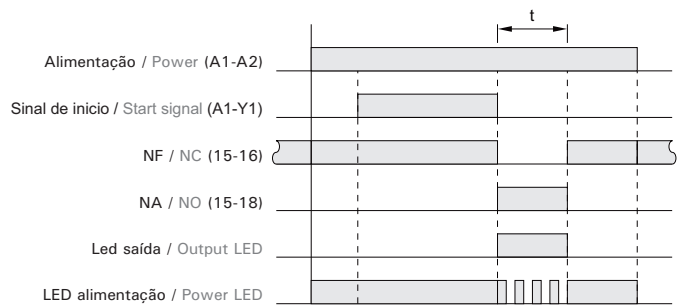 t
Alimentação / Power (A1-A2)
Sinal de inicio / Start signal (A1-Y1)
NF / NC (15-16)
NA / NO (15-18)
Led saída / Output LED
LED alimentação / Power LED